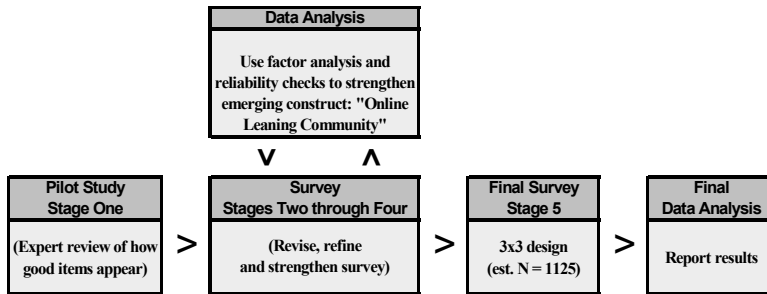 Data Analysis
Use factor analysis and
reliability checks to strengthen
emerging construct: "Online
Leaning Community"
V Λ
Pilot Study
Stage One
(Expert review of how
good items appear)
>
Survey
Stages Two through Four
(Revise, refine
and strengthen survey)
>
Final Survey
Stage 5
3x3 design
(est. N = 1125)
>
Final
Data Analysis
Report results